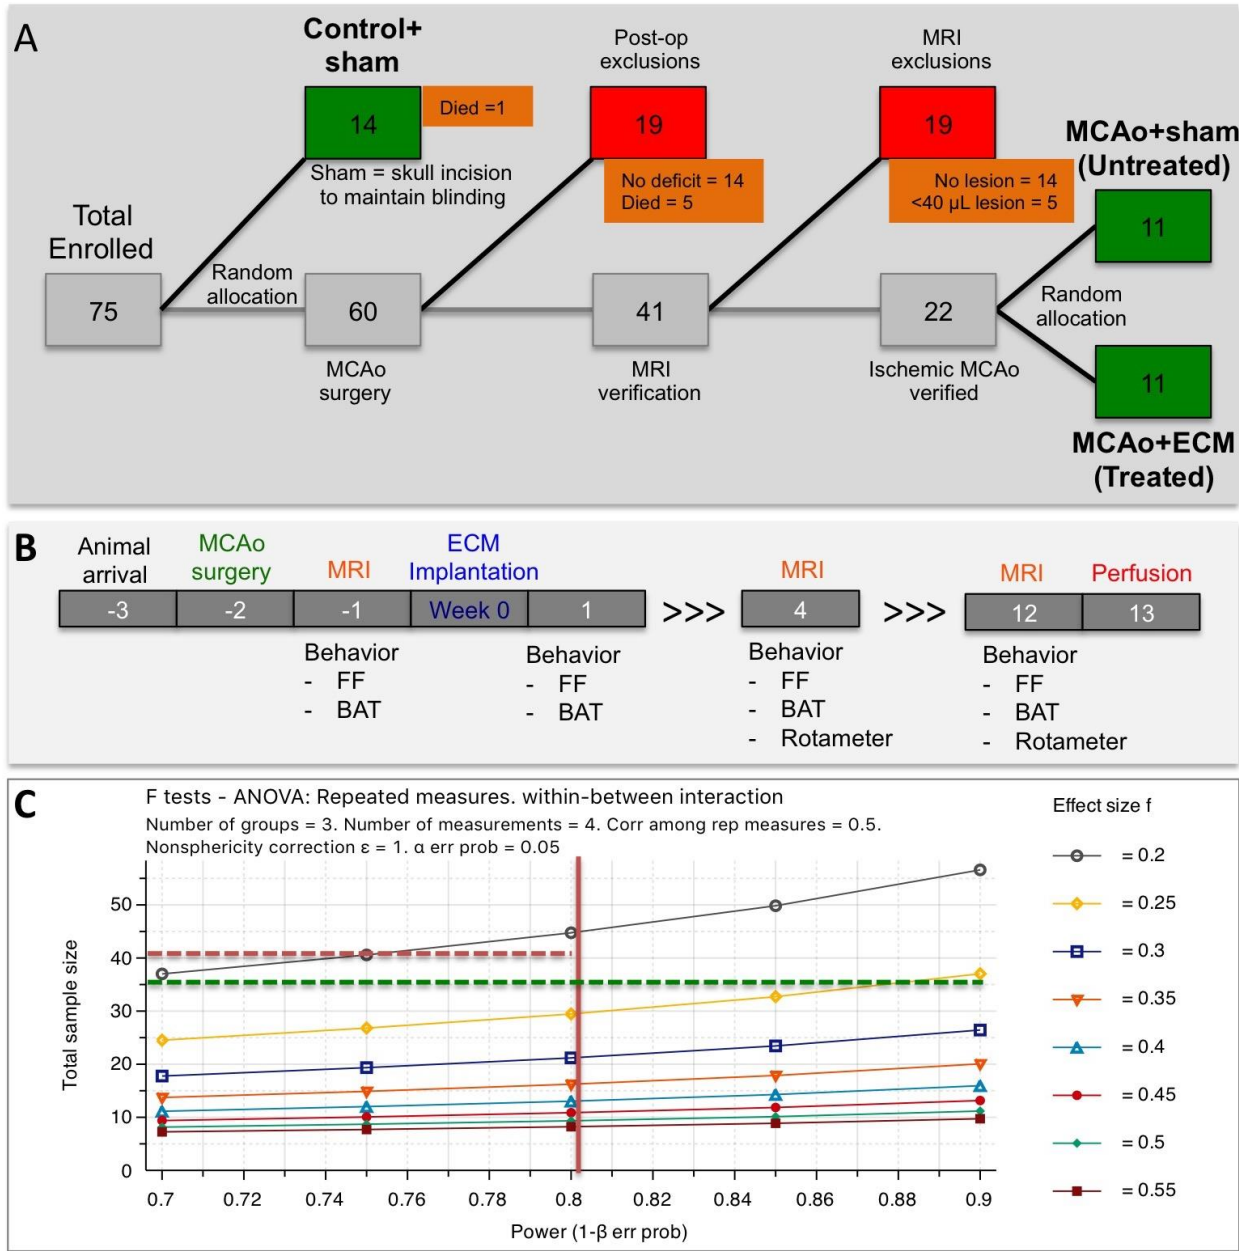 A
Control+
sham
14
Died =1
Sham = skull incision
to maintain blinding
Post-op
exclusions
19
No deficit = 14
Died = 5
MRI
exclusions
19
No lesion = 14
<40 µL lesion = 5
MCAo+sham
(Untreated)
11
Total
Enrolled
75
Random
allocation
60
MCAo
surgery
41
MRI
verification
22
Ischemic MCAo
verified
Random
allocation
11
MCAo+ECM
(Treated)
B
Animal
arrival
MCAo
surgery
MRI
ECM
Implantation
MRI
MRI
Perfusion
-3
-2
-1
Week 0
1
>>>
4
>>>
12
13
Behavior
- FF
- BAT
Behavior
- FF
- BAT
Behavior
- FF
- BAT
- Rotameter
Behavior
- FF
- BAT
- Rotameter
C
F tests - ANOVA: Repeated measures. within-between interaction
Number of groups = 3. Number of measurements = 4. Corr among rep measures = 0.5.
Nonsphericity correction ε = 1. α err prob = 0.05
Total sample size
50
40
30
20
10
0
0.7 0.72 0.74 0.76 0.78 0.8 0.82 0.84 0.86 0.88 0.9
Power (1-β err prob)
Effect size f
= 0.2
= 0.25
= 0.3
= 0.35
= 0.4
= 0.45
= 0.5
= 0.55